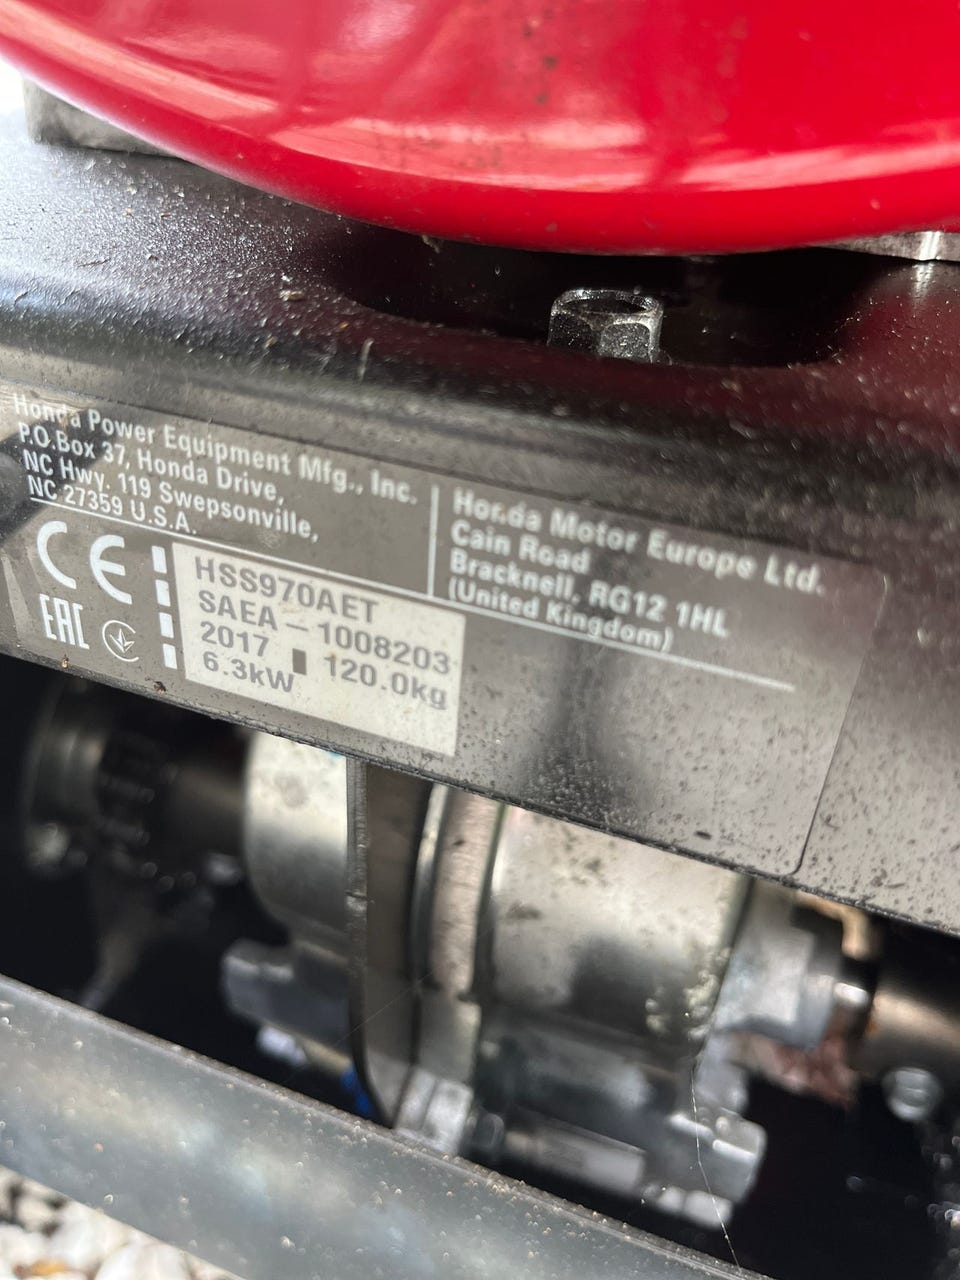 Honda Power Equipment Mfg., Inc.
P.O.Box 37, Honda Drive,
NC Hwy. 119 Swepsonville,
NC 27359 U.S.A.
Honda Motor Europe Ltd.
Cain Road
Bracknell, RG12 1HL
(United Kingdom)
CE
EAC
HSS970AET
SAEA – 1008203
2017 120.0kg
6.3kW